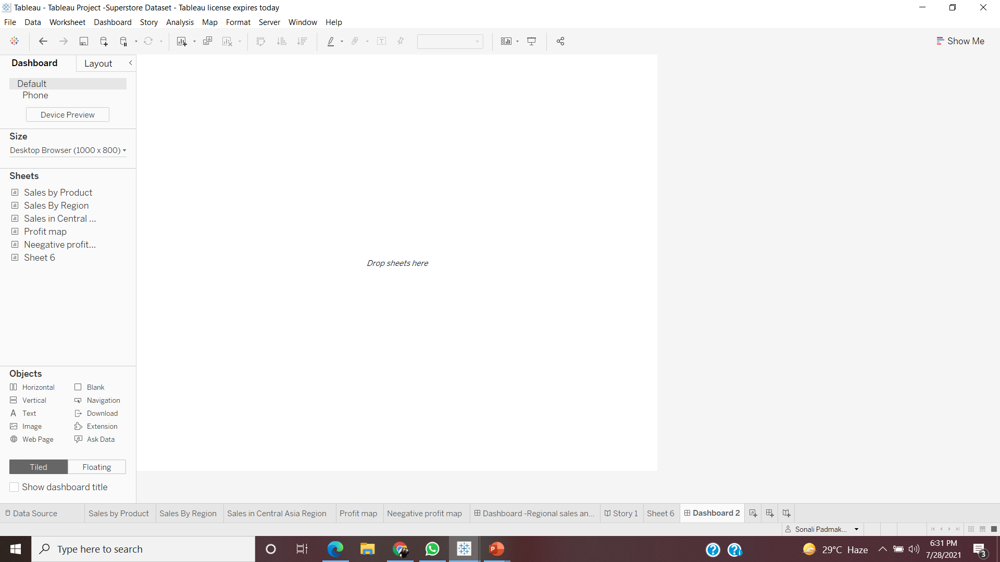 Tableau - Tableau Project -Superstore Dataset - Tableau license expires today
File Data Worksheet Dashboard Story Analysis Map Format Server Window Help
Show Me
Dashboard Layout
Default
Phone
Device Preview
Size
Desktop Browser (1000 x 800)
Sheets
Sales by Product
Sales By Region
Sales in Central ...
Profit map
Neegative profit...
Sheet 6
Drop sheets here
Objects
Horizontal Blank
Vertical Navigation
Text Download
Image Extension
Web Page Ask Data
Tiled Floating
Show dashboard title
Data Source Sales by Product Sales By Region Sales in Central Asia Region Profit map Neegative profit map Dashboard -Regional sales an... Story 1 Sheet 6 Dashboard 2
Sonali Padmak...
Type here to search
29°C Haze
6:31 PM
7/28/2021
3